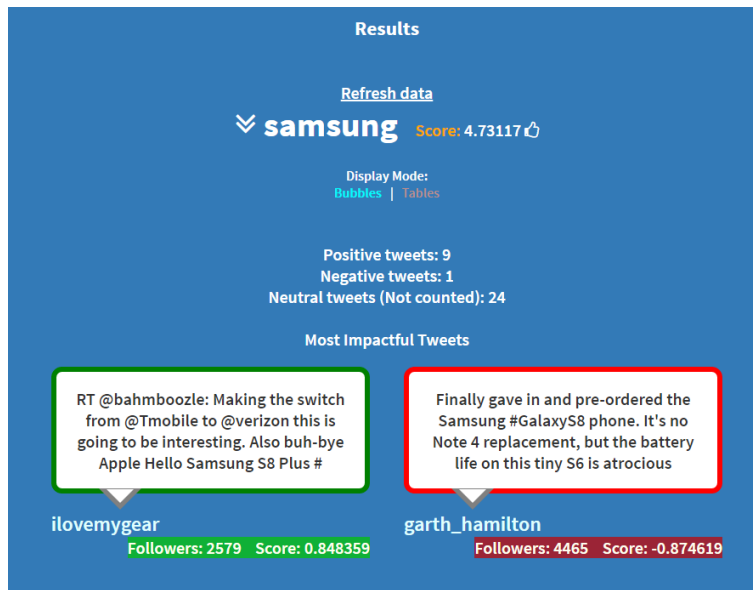 Results
Refresh data
samsung Score: 4.73117
Display Mode:
Bubbles | Tables
Positive tweets: 9
Negative tweets: 1
Neutral tweets (Not counted): 24
Most Impactful Tweets
RT @bahmboozle: Making the switch
from @Tmobile to @verizon this is
going to be interesting. Also buh-bye
Apple Hello Samsung S8 Plus #
ilovemygear
Followers: 2579 Score: 0.848359
Finally gave in and pre-ordered the
Samsung #GalaxyS8 phone. It's no
Note 4 replacement, but the battery
life on this tiny S6 is atrocious
garth_hamilton
Followers: 4465 Score: -0.874619